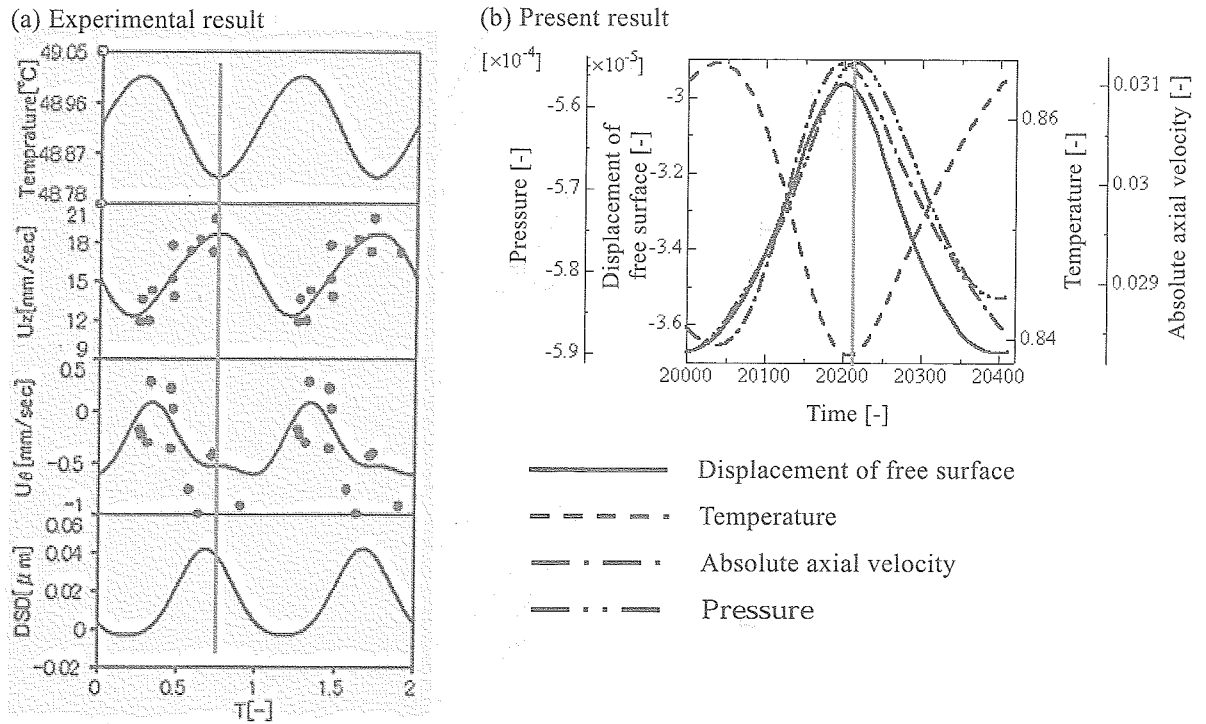 (a) Experimental result
49.05
48.96
48.87
48.78
Temprature[°C]
21
18
15
12
9
Uz[mm/sec]
0.5
0
-0.5
-1
Uθ[mm/sec]
0.06
0.04
0.02
0
-0.02
DSD[μm]
0 0.5 1 1.5 2
T[-]
(b) Present result
[×10⁻⁴]
[×10⁻⁵]
-5.6
-5.7
-5.8
-5.9
Pressure [-]
-3
-3.2
-3.4
-3.6
Displacement of
free surface [-]
0.86
0.84
Temperature [-]
0.031
0.03
0.029
Absolute axial velocity [-]
20000 20100 20200 20300 20400
Time [-]
Displacement of free surface
Temperature
Absolute axial velocity
Pressure